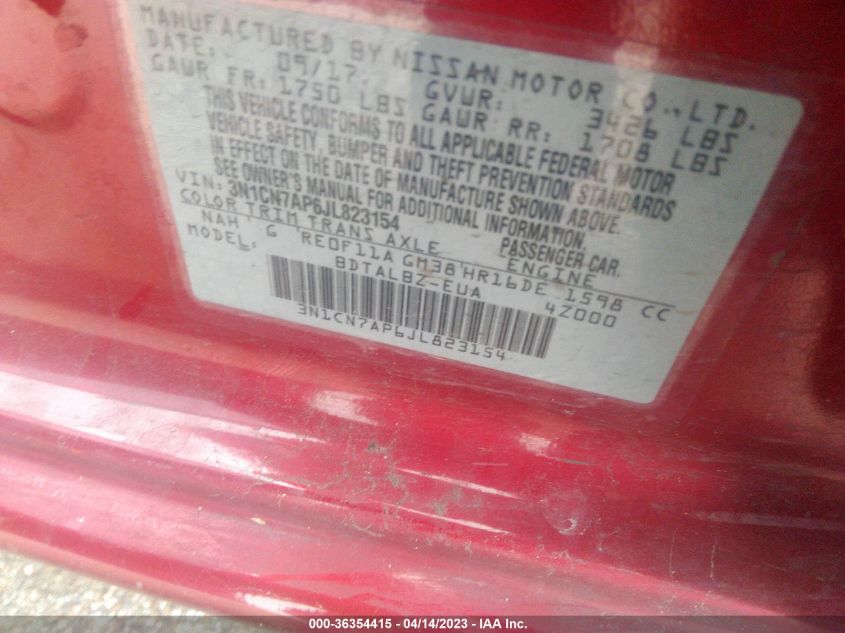 MANUFACTURED BY NISSAN MOTOR CO., LTD.
DATE: 09/17 GVWR: 3426 LBS
GAWR FR: 1750 LBS GAWR RR: 1708 LBS
THIS VEHICLE CONFORMS TO ALL APPLICABLE FEDERAL MOTOR
VEHICLE SAFETY, BUMPER AND THEFT PREVENTION STANDARDS
IN EFFECT ON THE DATE OF MANUFACTURE SHOWN ABOVE.
SEE OWNER'S MANUAL FOR ADDITIONAL INFORMATION.
VIN: 3N1CN7AP6JL823154 PASSENGER CAR.
COLOR TRIM TRANS AXLE ENGINE
NAH G RE0F11A GM38 HR16DE 1598 CC
MODEL: BDTALBZ-EUA 4Z000
3N1CN7AP6JL823154
000-36354415 - 04/14/2023 - IAA Inc.